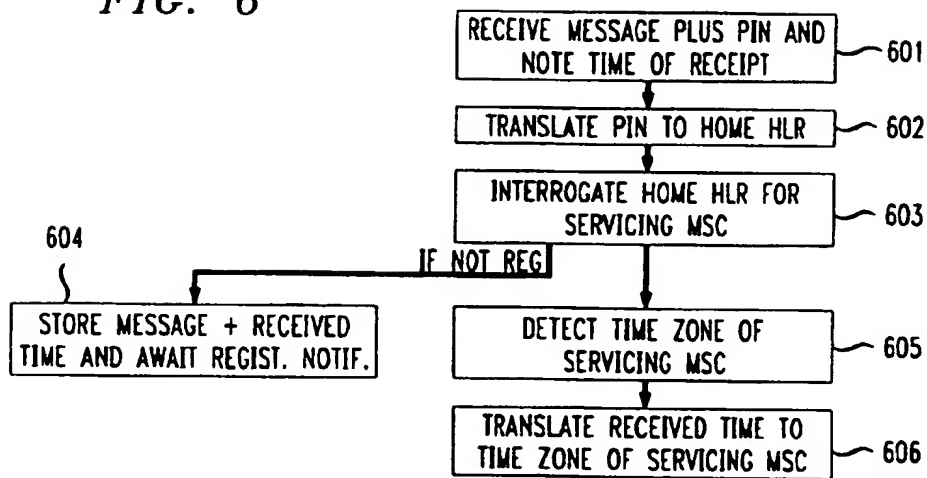 FIG. 6
RECEIVE MESSAGE PLUS PIN AND
NOTE TIME OF RECEIPT
601
TRANSLATE PIN TO HOME HLR
602
INTERROGATE HOME HLR FOR
SERVICING MSC
603
604
IF NOT REG
STORE MESSAGE + RECEIVED
TIME AND AWAIT REGIST. NOTIF.
DETECT TIME ZONE OF
SERVICING MSC
605
TRANSLATE RECEIVED TIME TO
TIME ZONE OF SERVICING MSC
606